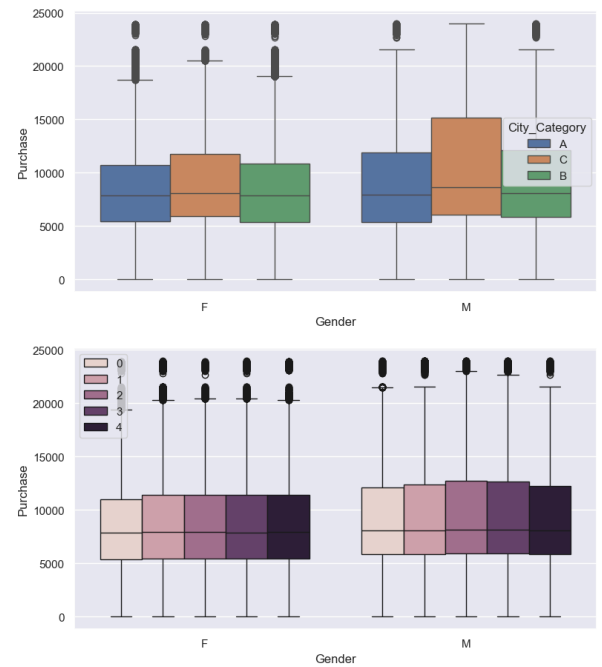 25000
20000
15000
10000
5000
0
Purchase
City_Category
A
C
B
F M
Gender
25000
20000
15000
10000
5000
0
Purchase
0
1
2
3
4
F M
Gender